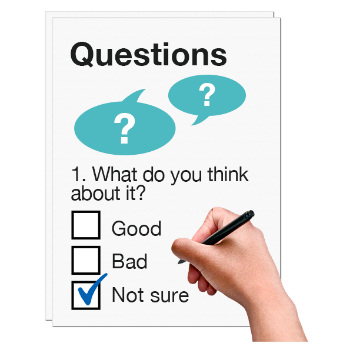 Questions
?
?
1. What do you think
about it?
Good
Bad
Not sure